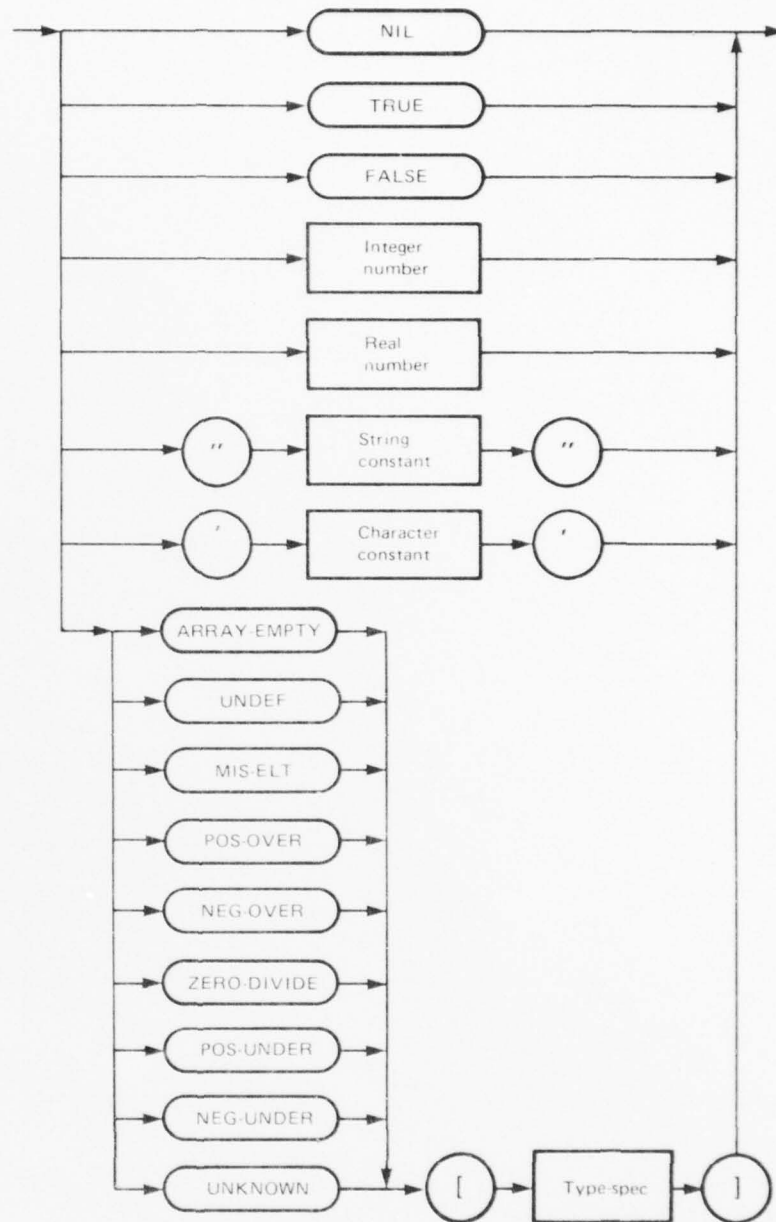 NIL
TRUE
FALSE
Integer
number
Real
number
" String
constant "
' Character
constant '
ARRAY-EMPTY
UNDEF
MIS-ELT
POS-OVER
NEG-OVER
ZERO-DIVIDE
POS-UNDER
NEG-UNDER
UNKNOWN [ Type-spec ]